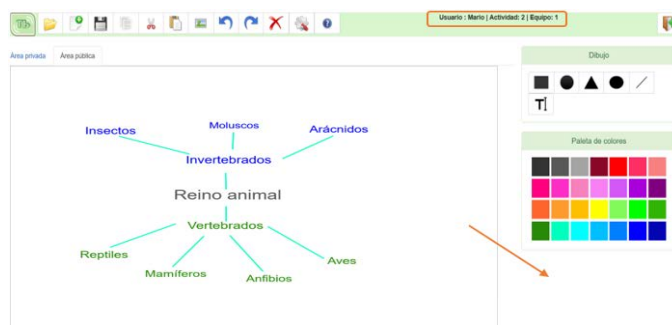 Usuario : Mario | Actividad: 2 | Equipo: 1
Área privada Área pública
Insectos Moluscos Arácnidos
Invertebrados
Reino animal
Vertebrados
Reptiles Mamíferos Anfibios Aves
Dibujo
T
Paleta de colores